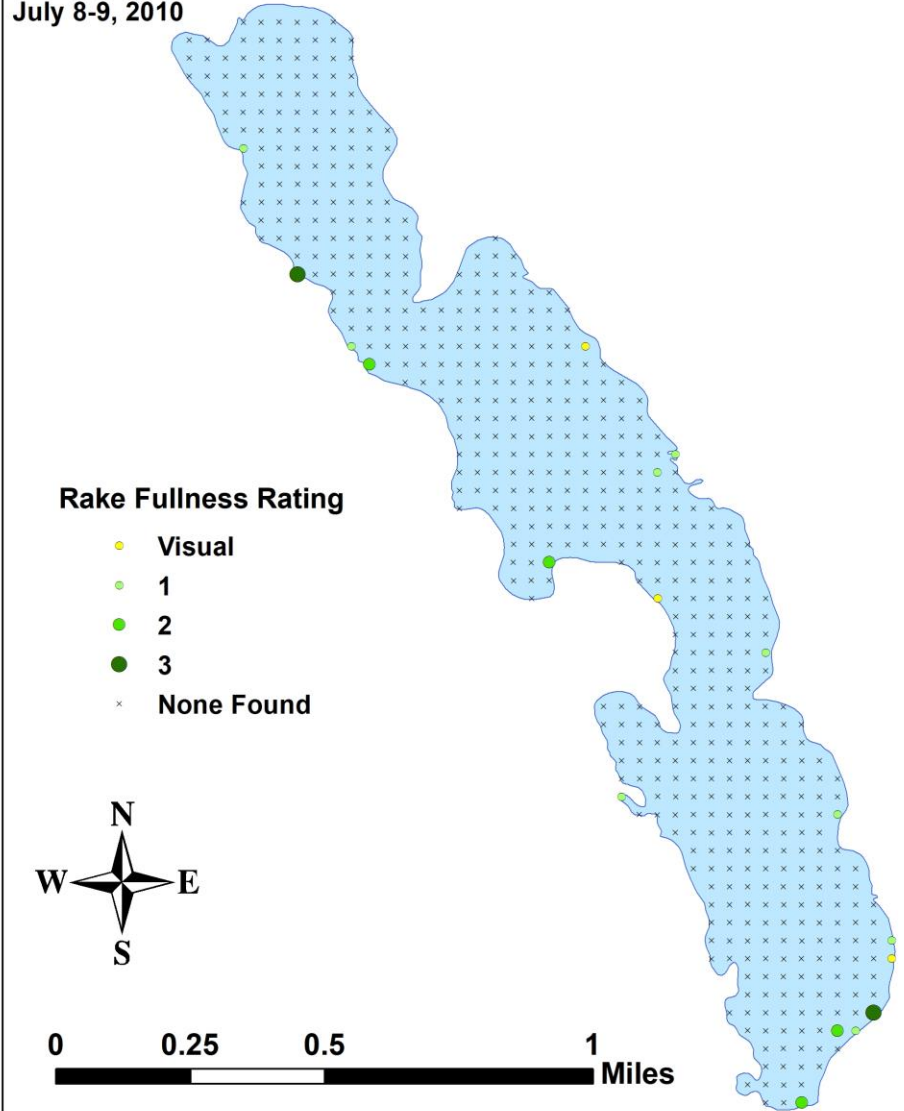 July 8-9, 2010
Rake Fullness Rating
Visual
1
2
3
None Found
N
W E
S
0 0.25 0.5 1
Miles